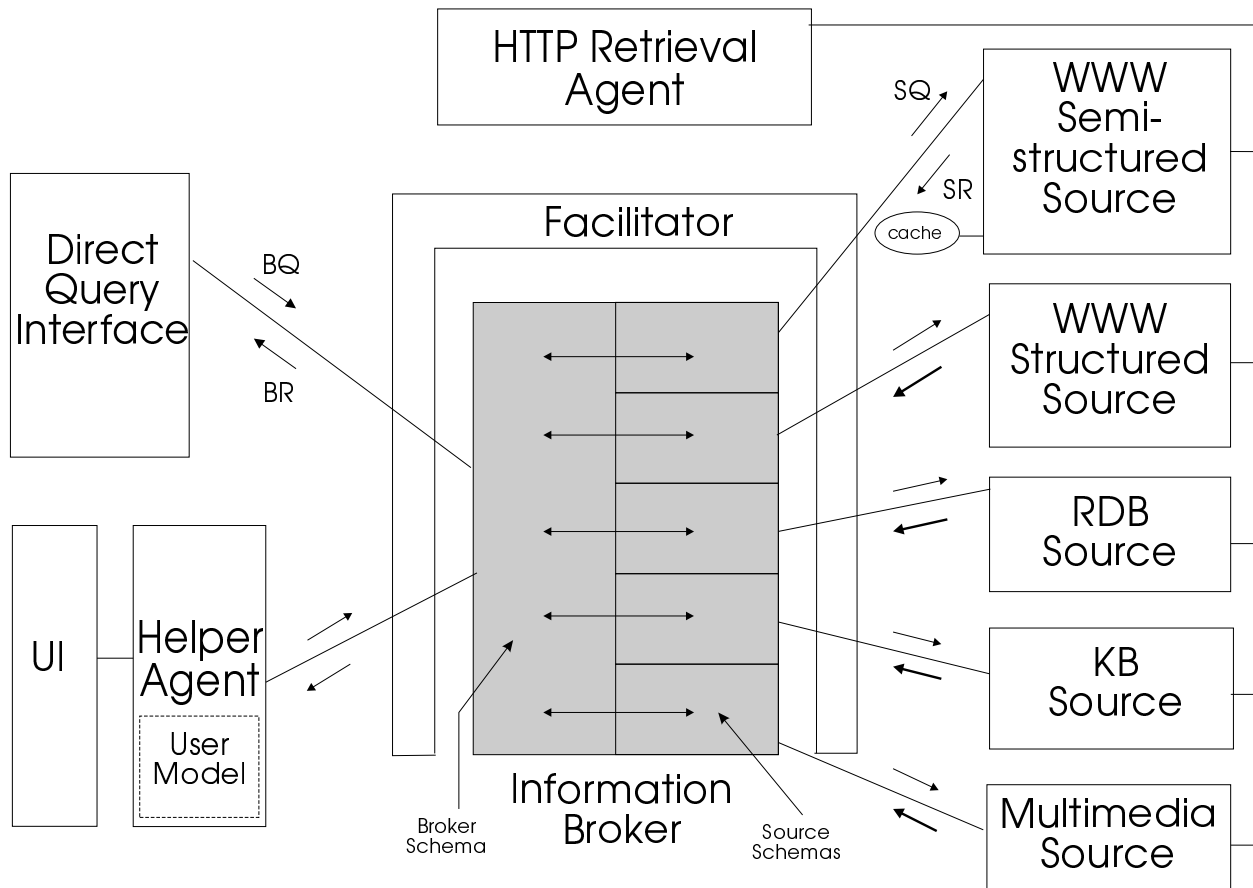 HTTP Retrieval
Agent
SQ
SR
cache
WWW
Semi-
structured
Source
Direct
Query
Interface
BQ
BR
Facilitator
WWW
Structured
Source
RDB
Source
UI
Helper
Agent
User
Model
KB
Source
Information
Broker
Broker
Schema
Source
Schemas
Multimedia
Source